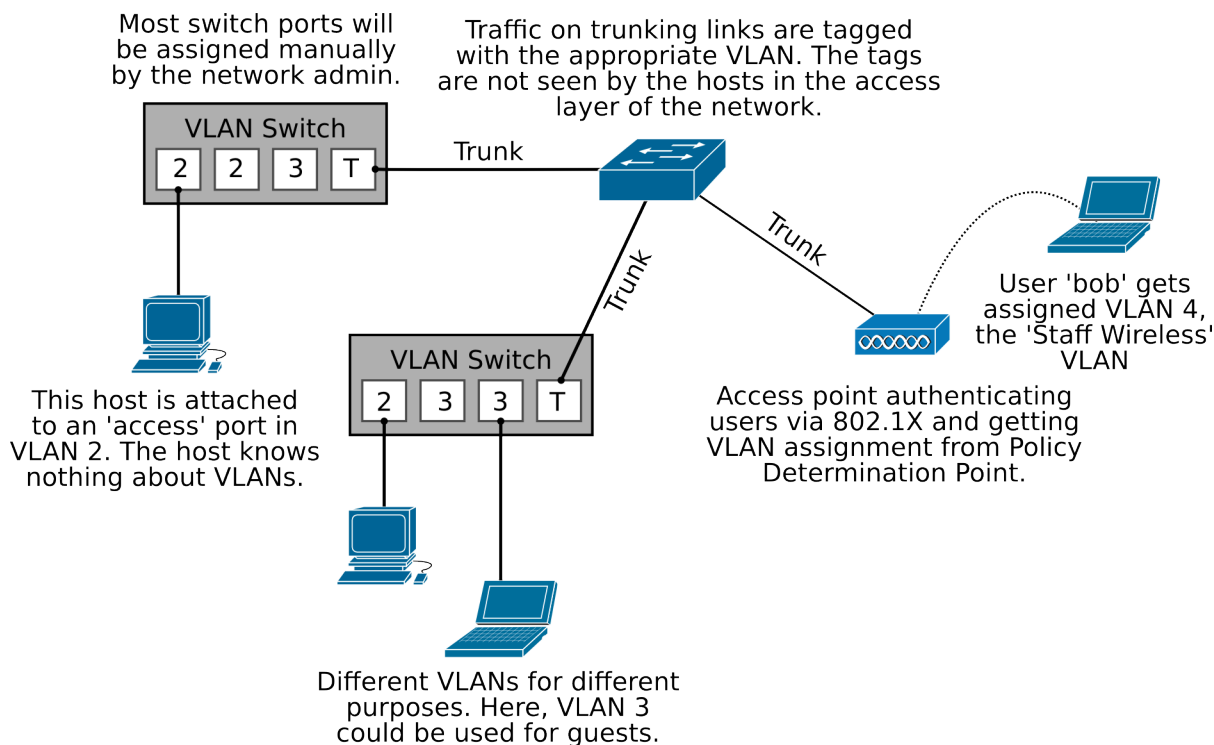 Most switch ports will
be assigned manually
by the network admin.
Traffic on trunking links are tagged
with the appropriate VLAN. The tags
are not seen by the hosts in the access
layer of the network.
VLAN Switch
2 2 3 T
Trunk
Trunk
Trunk
User 'bob' gets
assigned VLAN 4,
the 'Staff Wireless'
VLAN
VLAN Switch
2 3 3 T
This host is attached
to an 'access' port in
VLAN 2. The host knows
nothing about VLANs.
Access point authenticating
users via 802.1X and getting
VLAN assignment from Policy
Determination Point.
Different VLANs for different
purposes. Here, VLAN 3
could be used for guests.